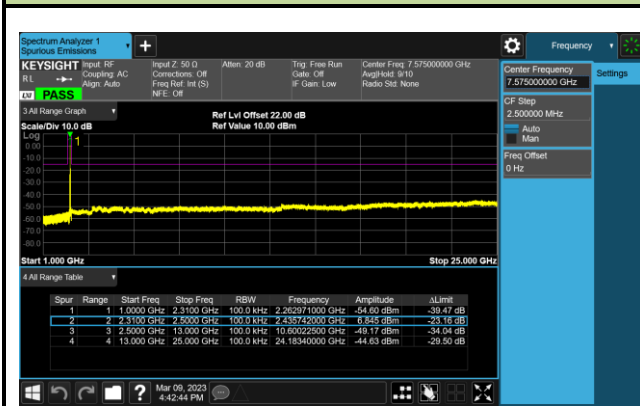 Spectrum Analyzer 1
Spurious Emissions
Frequency
KEYSIGHT Input: RF Input Z: 50 Ω Atten: 20 dB Trig: Free Run Center Freq: 7.575000000 GHz
R L Coupling: AC Corrections: Off Gate: Off Avg|Hold: 9/10
Align: Auto Freq Ref: Int (S) IF Gain: Low Radio Std: None
LXI PASS NFE: Off
Center Frequency
7.575000000 GHz
Settings
CF Step
2.500000 MHz
Auto
Man
Freq Offset
0 Hz
3 All Range Graph
Scale/Div 10.0 dB
Ref Lvl Offset 22.00 dB
Ref Value 10.00 dBm
Log
1
0.00
-10.0
-20.0
-30.0
-40.0
-50.0
-60.0
-70.0
-80.0
Start 1.000 GHz Stop 25.000 GHz
4 All Range Table
Spur Range Start Freq Stop Freq RBW Frequency Amplitude ΔLimit
1 1 1.0000 GHz 2.3100 GHz 100.0 kHz 2.262971000 GHz -54.60 dBm -39.47 dB
2 2 2.3100 GHz 2.5000 GHz 100.0 kHz 2.435742000 GHz 6.845 dBm -23.16 dB
3 3 2.5000 GHz 13.000 GHz 100.0 kHz 10.60022500 GHz -49.17 dBm -34.04 dB
4 4 13.000 GHz 25.000 GHz 100.0 kHz 24.18340000 GHz -44.63 dBm -29.50 dB
Mar 09, 2023
4:42:44 PM